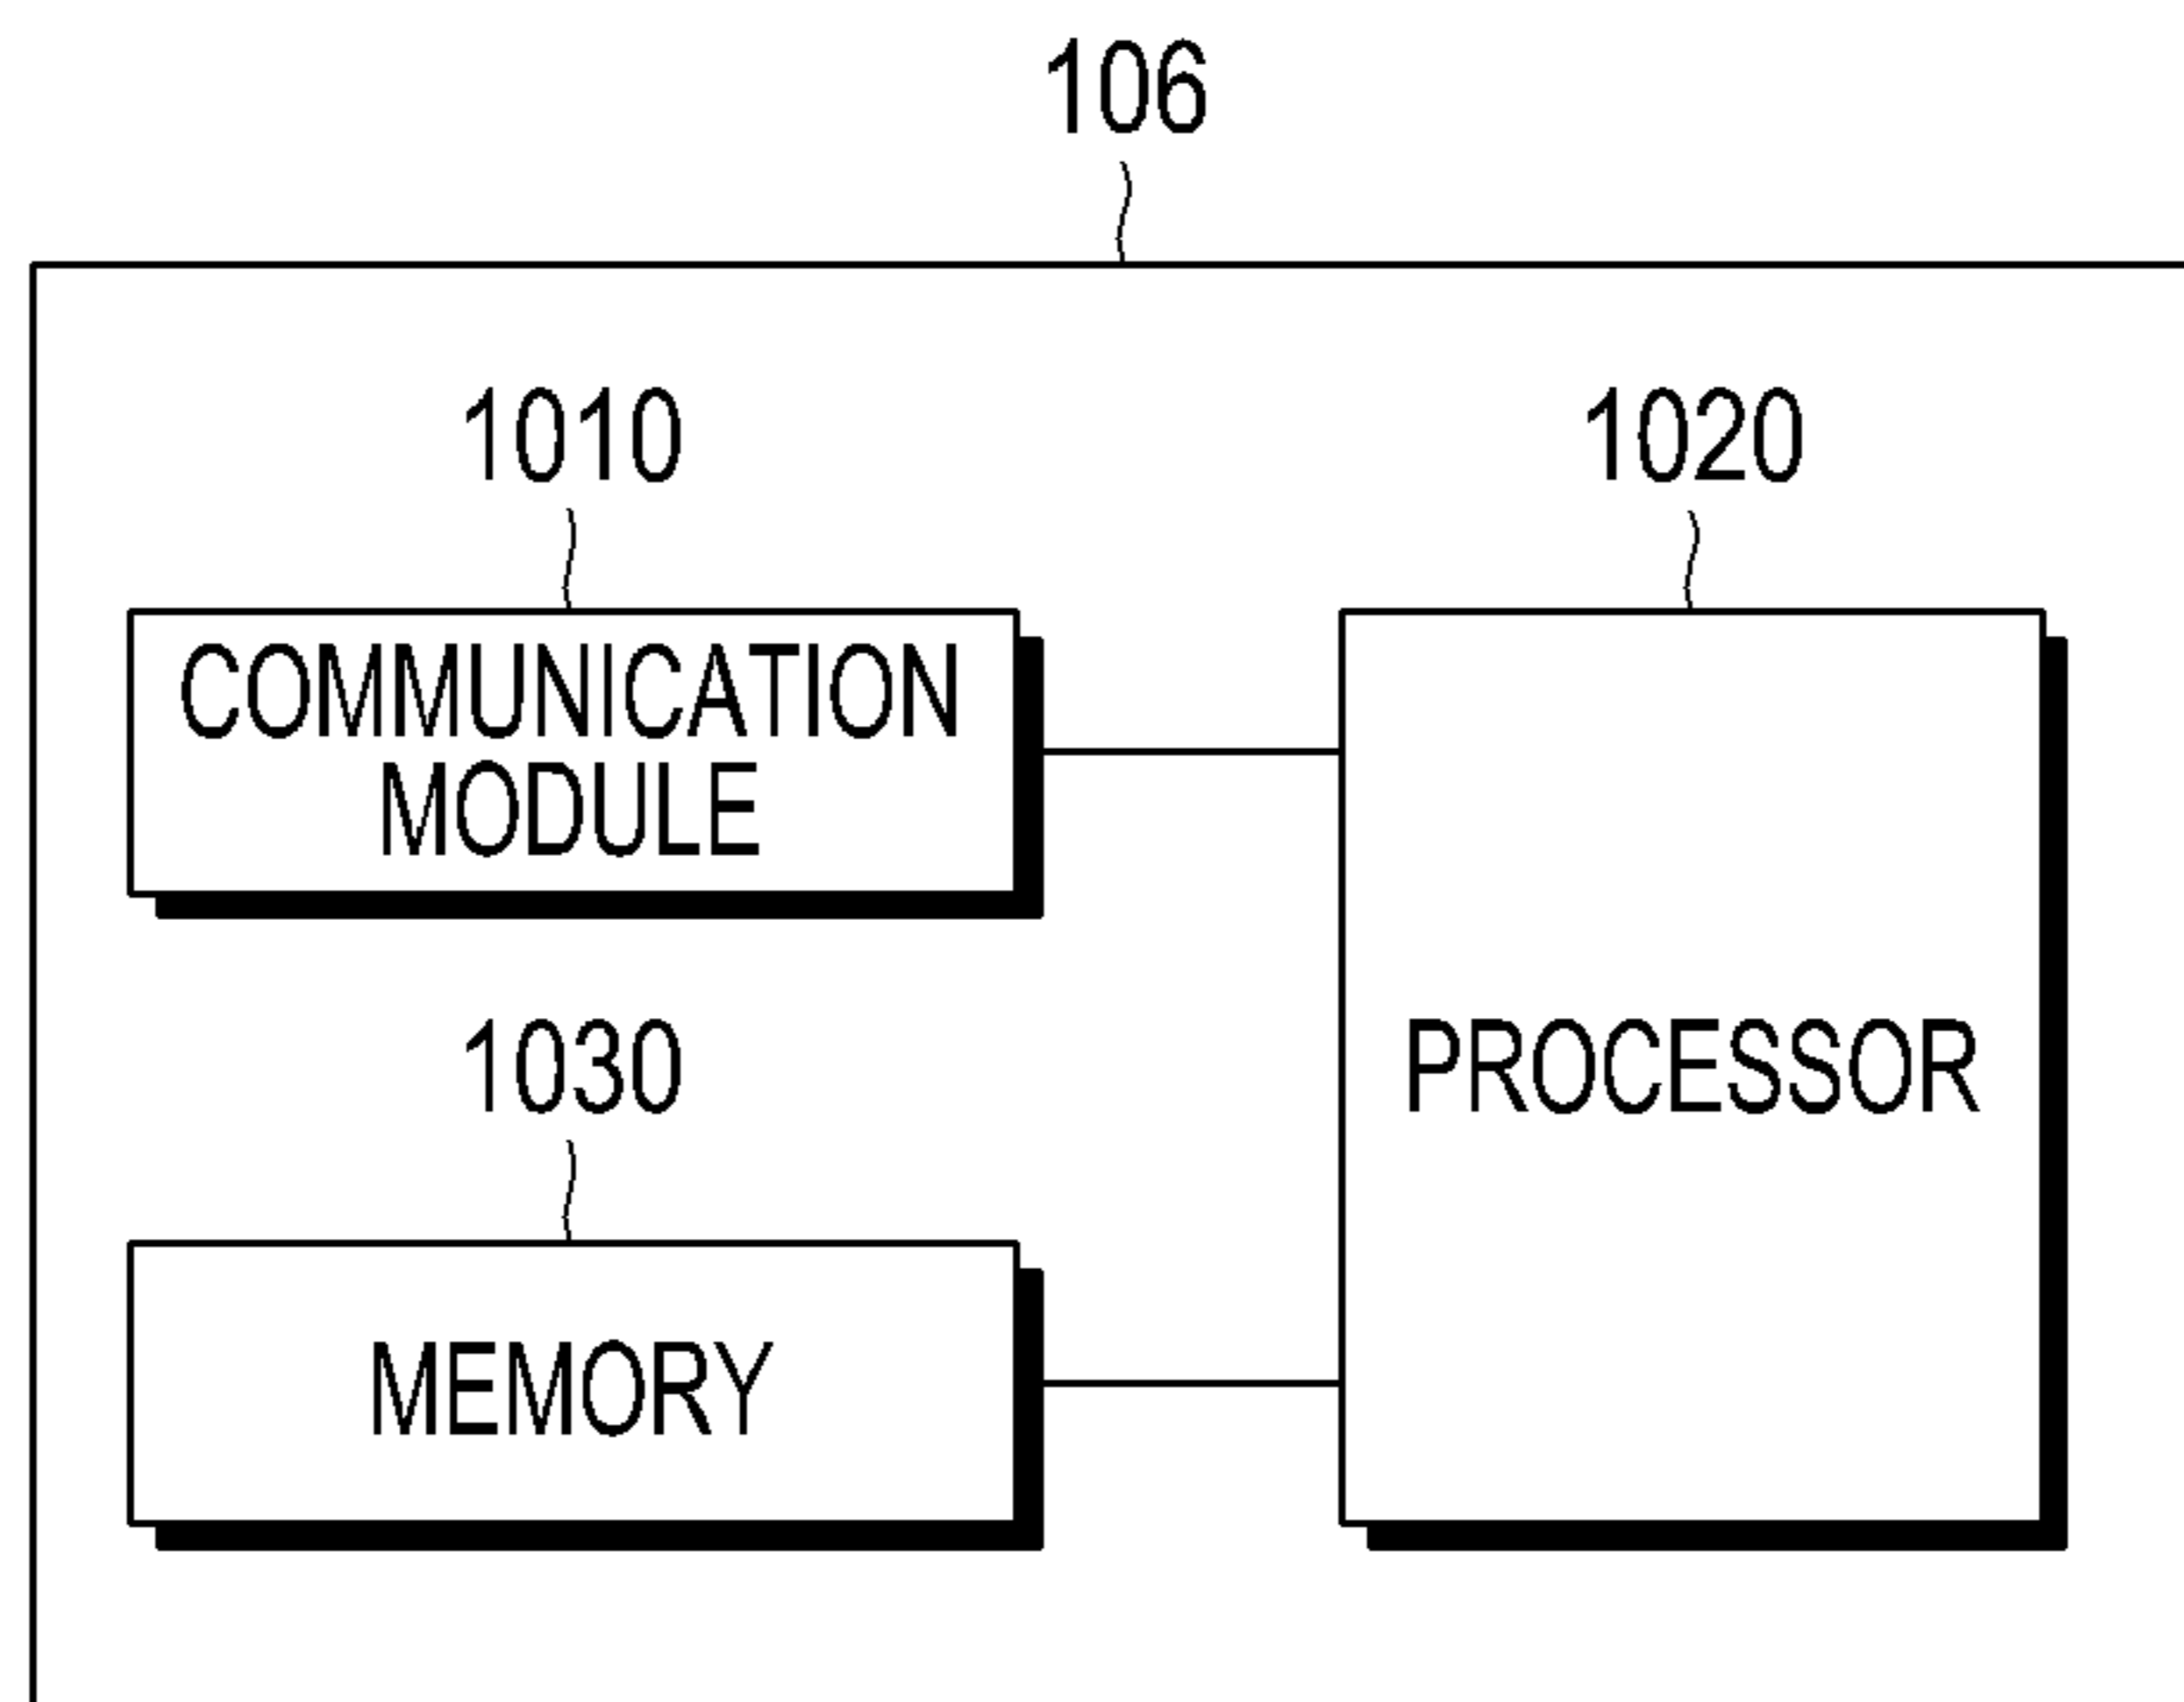 106
1010
1020
COMMUNICATION
MODULE
1030
PROCESSOR
MEMORY